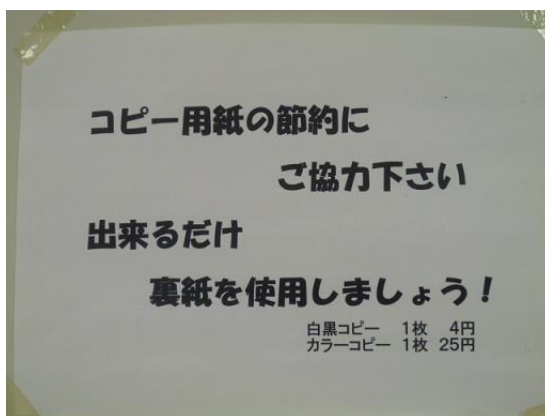 コピー用紙の節約に
ご協力下さい
出来るだけ
裏紙を使用しましょう!
白黒コピー 1枚 4円
カラーコピー 1枚 25円